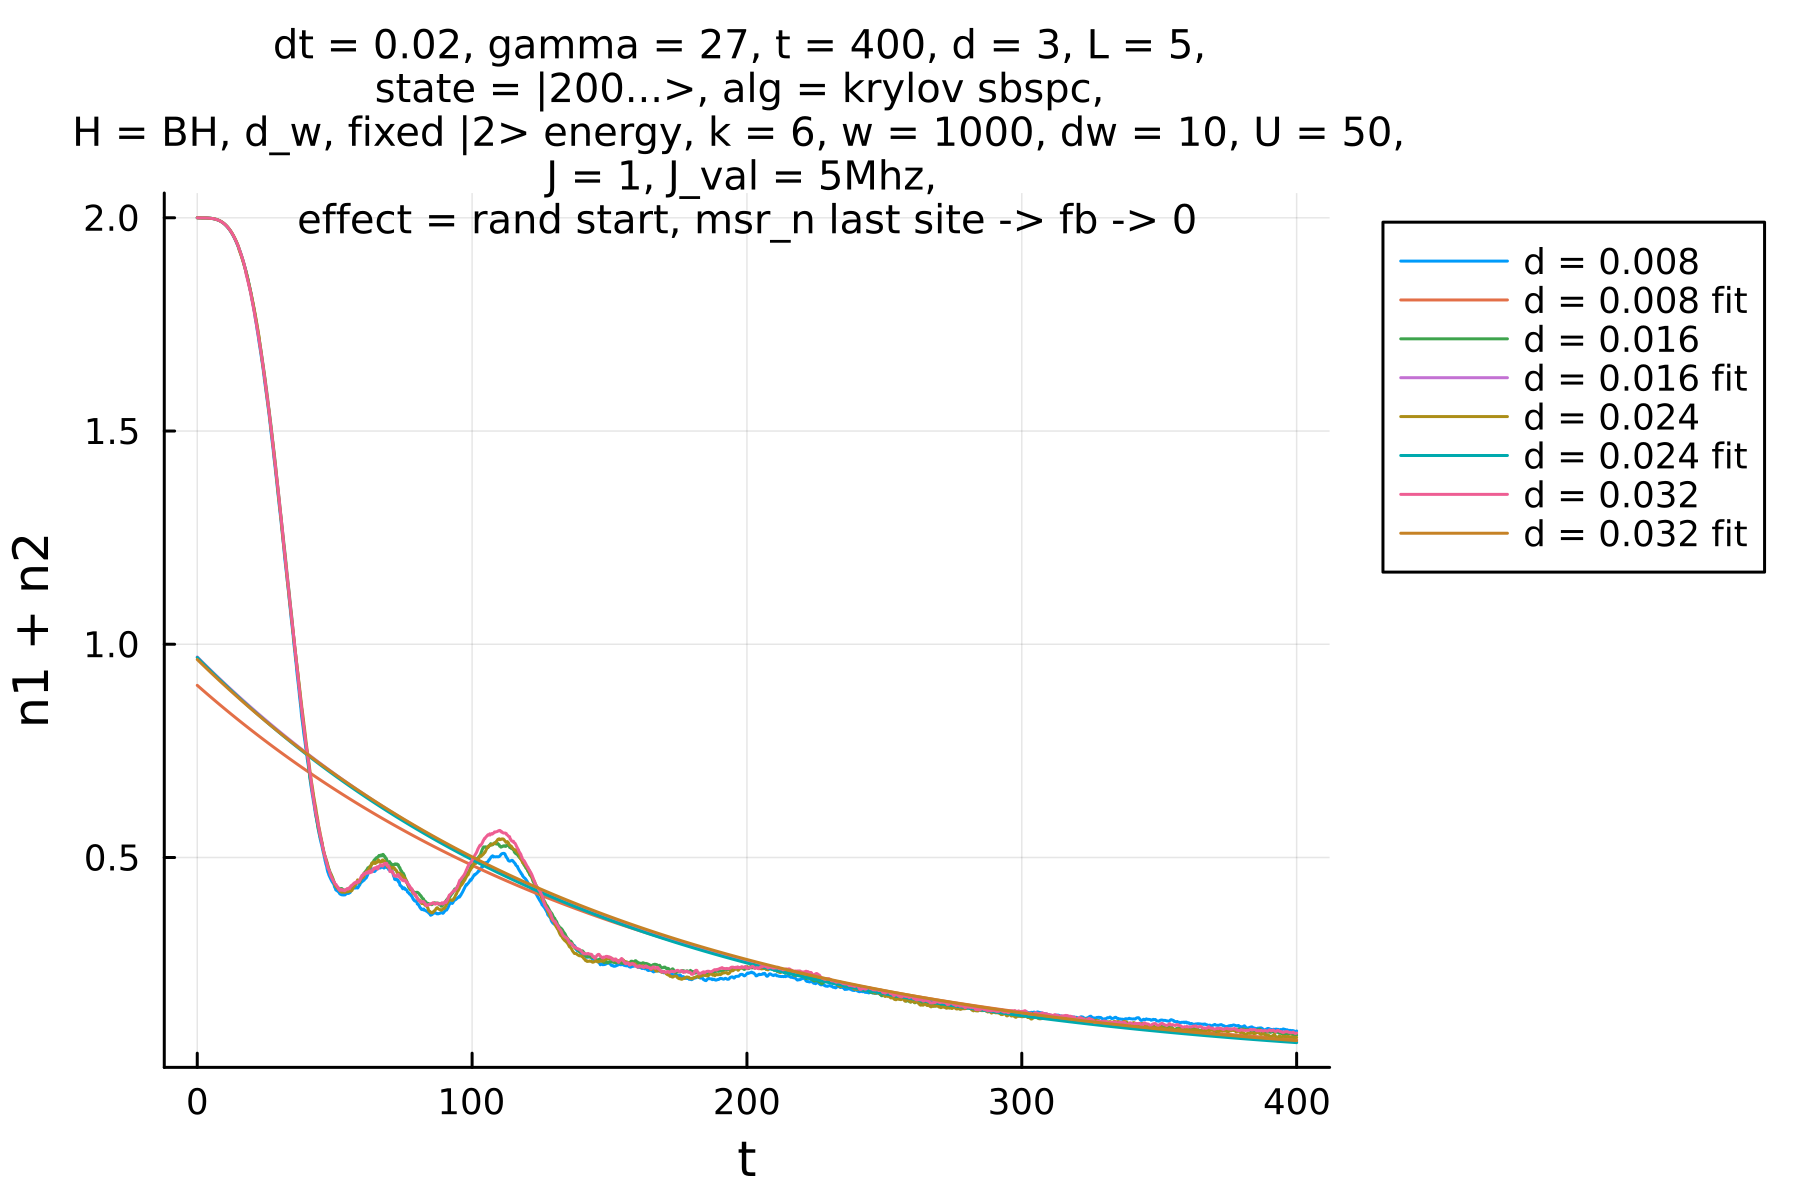 dt = 0.02, gamma = 27, t = 400, d = 3, L = 5,
state = |200...>, alg = krylov sbspc,
H = BH, d_w, fixed |2> energy, k = 6, w = 1000, dw = 10, U = 50,
J = 1, J_val = 5Mhz,
effect = rand start, msr_n last site -> fb -> 0
n1 + n2
2.0
1.5
1.0
0.5
0
100
200
300
400
t
d = 0.008
d = 0.008 fit
d = 0.016
d = 0.016 fit
d = 0.024
d = 0.024 fit
d = 0.032
d = 0.032 fit